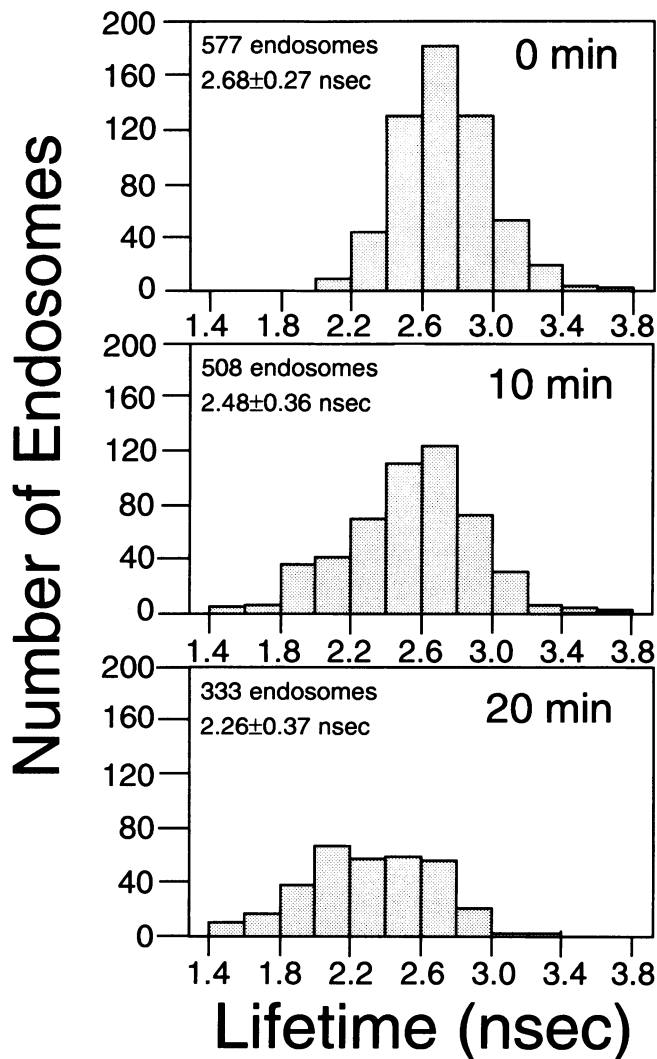 Number of Endosomes
577 endosomes
2.68±0.27 nsec
0 min
200
160
120
80
40
0
1.4 1.8 2.2 2.6 3.0 3.4 3.8
508 endosomes
2.48±0.36 nsec
10 min
200
160
120
80
40
0
1.4 1.8 2.2 2.6 3.0 3.4 3.8
333 endosomes
2.26±0.37 nsec
20 min
200
160
120
80
40
0
1.4 1.8 2.2 2.6 3.0 3.4 3.8
Lifetime (nsec)